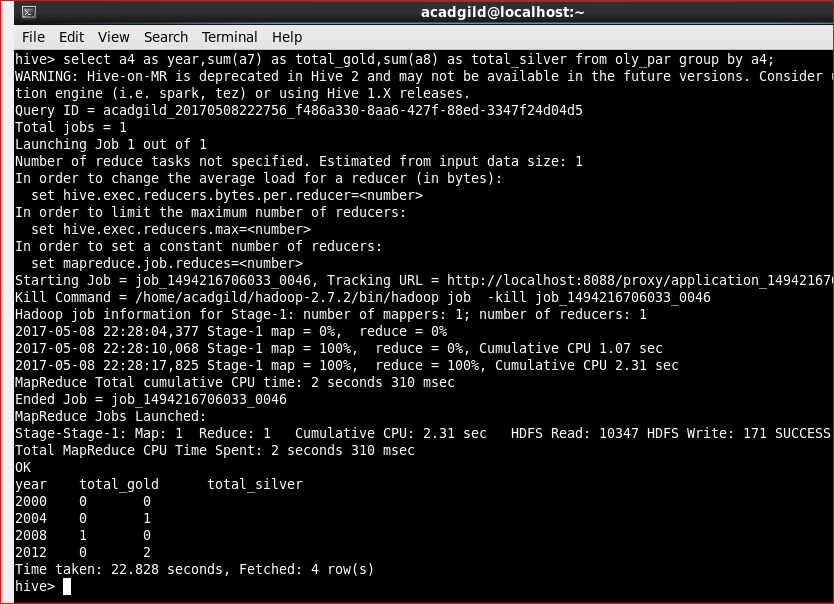 acadgild@localhost:~
File Edit View Search Terminal Help
hive> select a4 as year,sum(a7) as total_gold,sum(a8) as total_silver from oly_par group by a4;
WARNING: Hive-on-MR is deprecated in Hive 2 and may not be available in the future versions. Consider
tion engine (i.e. spark, tez) or using Hive 1.X releases.
Query ID = acadgild_20170508222756_f486a330-8aa6-427f-88ed-3347f24d04d5
Total jobs = 1
Launching Job 1 out of 1
Number of reduce tasks not specified. Estimated from input data size: 1
In order to change the average load for a reducer (in bytes):
  set hive.exec.reducers.bytes.per.reducer=<number>
In order to limit the maximum number of reducers:
  set hive.exec.reducers.max=<number>
In order to set a constant number of reducers:
  set mapreduce.job.reduces=<number>
Starting Job = job_1494216706033_0046, Tracking URL = http://localhost:8088/proxy/application_14942167
Kill Command = /home/acadgild/hadoop-2.7.2/bin/hadoop job  -kill job_1494216706033_0046
Hadoop job information for Stage-1: number of mappers: 1; number of reducers: 1
2017-05-08 22:28:04,377 Stage-1 map = 0%,  reduce = 0%
2017-05-08 22:28:10,068 Stage-1 map = 100%,  reduce = 0%, Cumulative CPU 1.07 sec
2017-05-08 22:28:17,825 Stage-1 map = 100%,  reduce = 100%, Cumulative CPU 2.31 sec
MapReduce Total cumulative CPU time: 2 seconds 310 msec
Ended Job = job_1494216706033_0046
MapReduce Jobs Launched:
Stage-Stage-1: Map: 1  Reduce: 1   Cumulative CPU: 2.31 sec   HDFS Read: 10347 HDFS Write: 171 SUCCESS
Total MapReduce CPU Time Spent: 2 seconds 310 msec
OK
year    total_gold      total_silver
2000    0       0
2004    0       1
2008    1       0
2012    0       2
Time taken: 22.828 seconds, Fetched: 4 row(s)
hive>